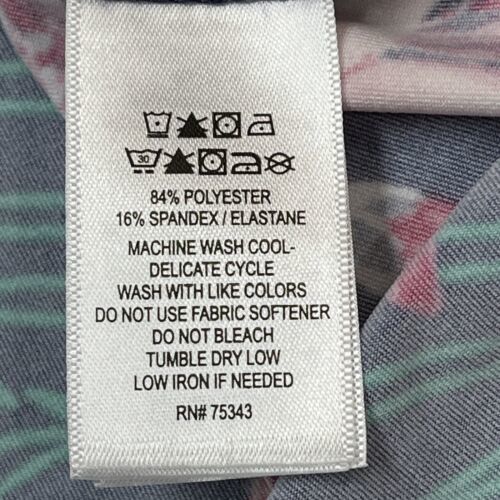 30
84% POLYESTER
16% SPANDEX / ELASTANE
MACHINE WASH COOL-
DELICATE CYCLE
WASH WITH LIKE COLORS
DO NOT USE FABRIC SOFTENER
DO NOT BLEACH
TUMBLE DRY LOW
LOW IRON IF NEEDED
RN# 75343